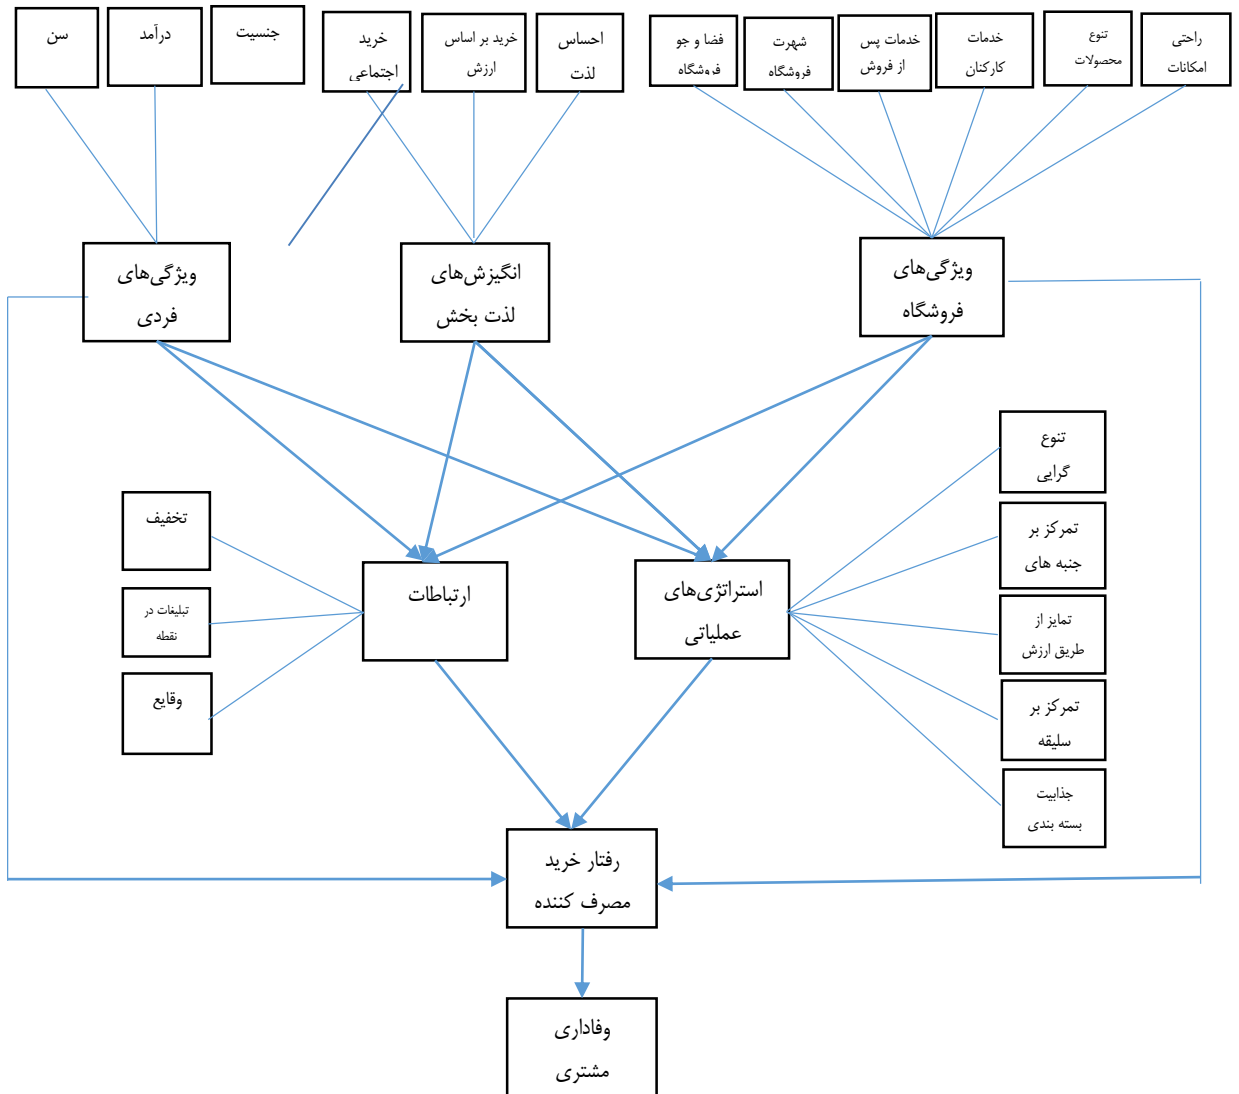 راحتی
امکانات
تنوع
محصولات
خدمات
کارکنان
خدمات پس
از فروش
شهرت
فروشگاه
فضا و جو
فروشگاه
احساس
لذت
خرید بر اساس
ارزش
خرید
اجتماعی
جنسیت
درآمد
سن
ویژگی‌های
فروشگاه
انگیزش‌های
لذت بخش
ویژگی‌های
فردی
تنوع
گرایی
تمرکز بر
جنبه های
تمایز از
طریق ارزش
تمرکز بر
سلیقه
جذابیت
بسته بندی
استراتژی‌های
عملیاتی
ارتباطات
تخفیف
تبلیغات در
نقطه
وقایع
رفتار خرید
مصرف کننده
وفاداری
مشتری